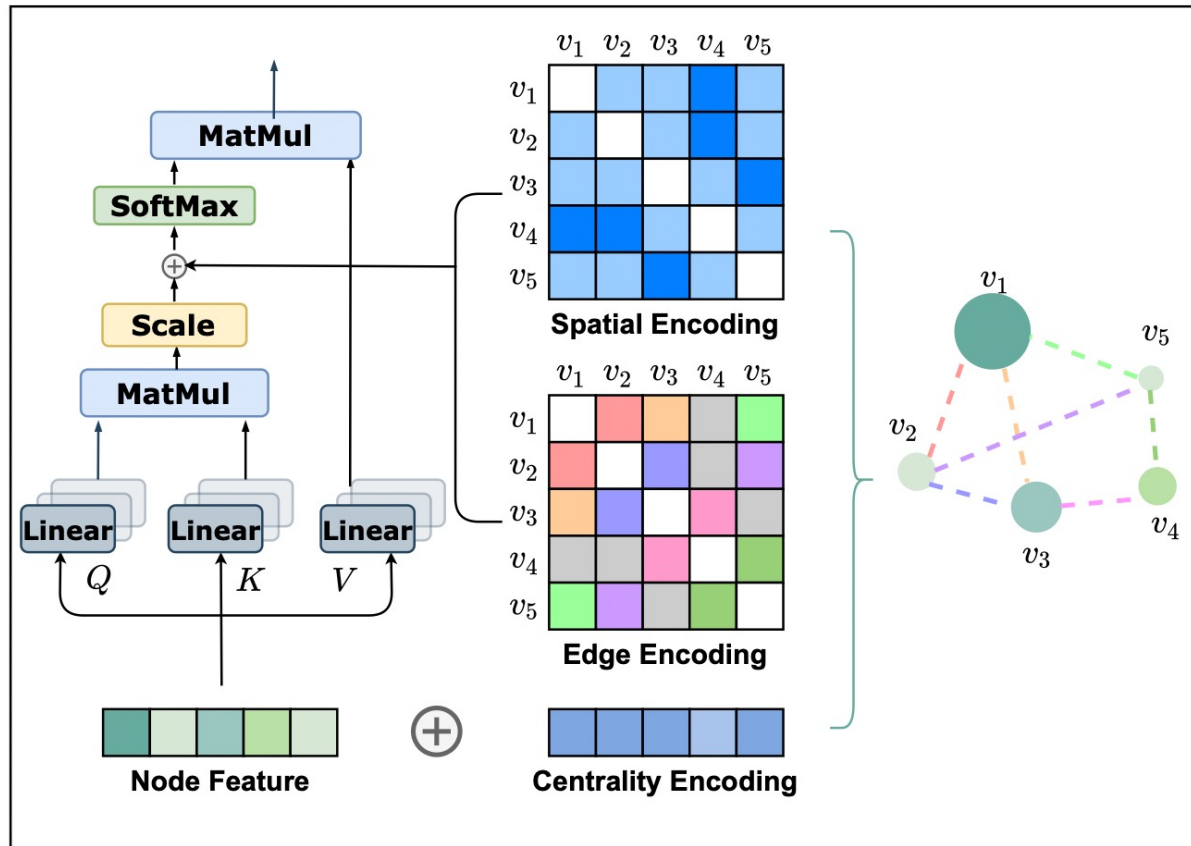 MatMul
SoftMax
+
Scale
MatMul
Linear Linear Linear
Q K V
Node Feature
+
v1 v2 v3 v4 v5
v1
v2
v3
v4
v5
Spatial Encoding
v1 v2 v3 v4 v5
v1
v2
v3
v4
v5
Edge Encoding
Centrality Encoding
v1
v5
v2
v4
v3